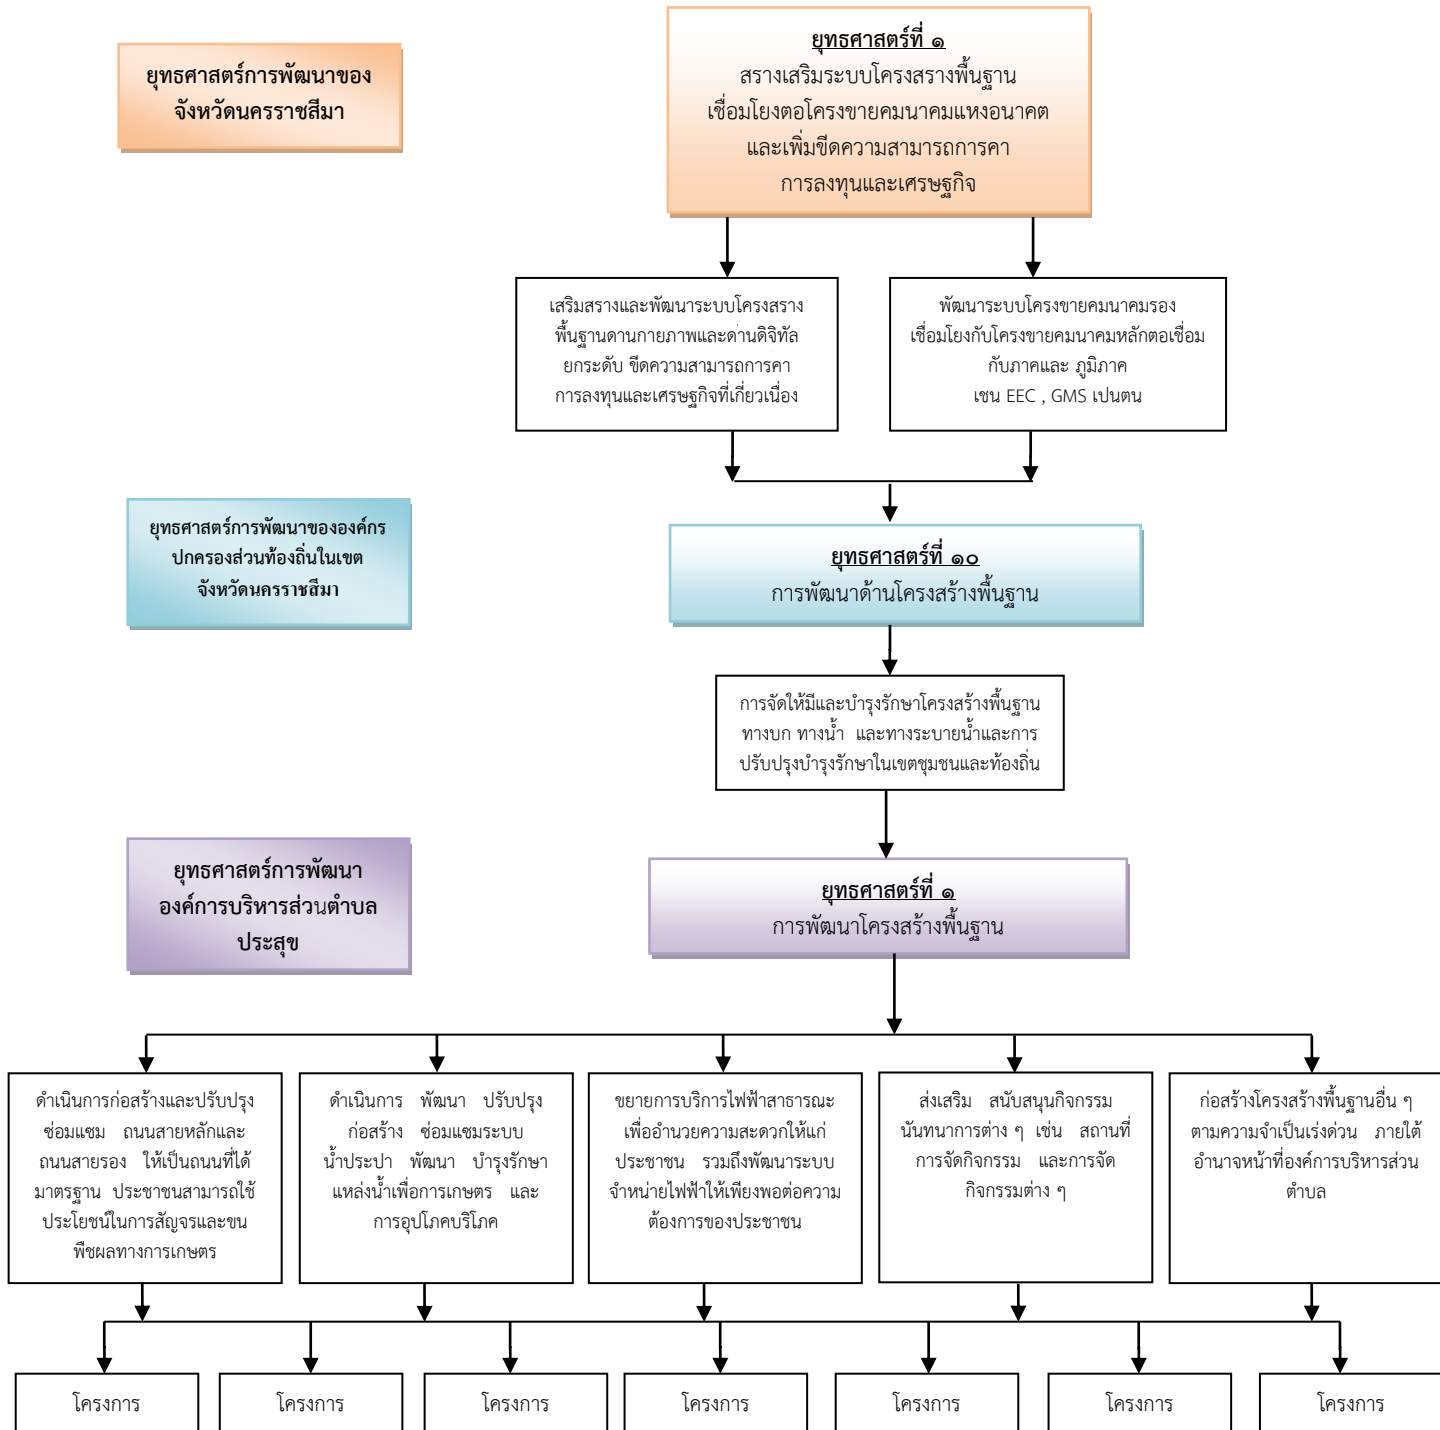 ยุทธศาสตร์การพัฒนาของ
จังหวัดนครราชสีมา
ยุทธศาสตร์ที่ ๑
สรางเสริมระบบโครงสรางพื้นฐาน
เชื่อมโยงตอโครงขายคมนาคมแหงอนาคต
และเพิ่มขีดความสามารถการคา
การลงทุนและเศรษฐกิจ
เสริมสรางและพัฒนาระบบโครงสราง
พื้นฐานดานกายภาพและด้านดิจิทัล
ยกระดับ ขีดความสามารถการคา
การลงทุนและเศรษฐกิจที่เกี่ยวเนื่อง
พัฒนาระบบโครงขายคมนาคมรอง
เชื่อมโยงกับโครงขายคมนาคมหลักตอเชื่อม
กับภาคและ ภูมิภาค
เชน EEC , GMS เปนตน
ยุทธศาสตร์การพัฒนาขององค์กร
ปกครองส่วนท้องถิ่นในเขต
จังหวัดนครราชสีมา
ยุทธศาสตร์ที่ ๑๐
การพัฒนาด้านโครงสร้างพื้นฐาน
การจัดให้มีและบำรุงรักษาโครงสร้างพื้นฐาน
ทางบก ทางน้ำ และทางระบายน้ำและการ
ปรับปรุงบำรุงรักษาในเขตชุมชนและท้องถิ่น
ยุทธศาสตร์การพัฒนา
องค์การบริหารส่วนตำบล
ประสุข
ยุทธศาสตร์ที่ ๑
การพัฒนาโครงสร้างพื้นฐาน
ดำเนินการก่อสร้างและปรับปรุง
ซ่อมแซม ถนนสายหลักและ
ถนนสายรอง ให้เป็นถนนที่ได้
มาตรฐาน ประชาชนสามารถใช้
ประโยชน์ในการสัญจรและขน
พืชผลทางการเกษตร
ดำเนินการ พัฒนา ปรับปรุง
ก่อสร้าง ซ่อมแซมระบบ
น้ำประปา พัฒนา บำรุงรักษา
แหล่งน้ำเพื่อการเกษตร และ
การอุปโภคบริโภค
ขยายการบริการไฟฟ้าสาธารณะ
เพื่ออำนวยความสะดวกให้แก่
ประชาชน รวมถึงพัฒนาระบบ
จำหน่ายไฟฟ้าให้เพียงพอต่อความ
ต้องการของประชาชน
ส่งเสริม สนับสนุนกิจกรรม
นันทนาการต่าง ๆ เช่น สถานที่
การจัดกิจกรรม และการจัด
กิจกรรมต่าง ๆ
ก่อสร้างโครงสร้างพื้นฐานอื่น ๆ
ตามความจำเป็นเร่งด่วน ภายใต้
อำนาจหน้าที่องค์การบริหารส่วน
ตำบล
โครงการ
โครงการ
โครงการ
โครงการ
โครงการ
โครงการ
โครงการ